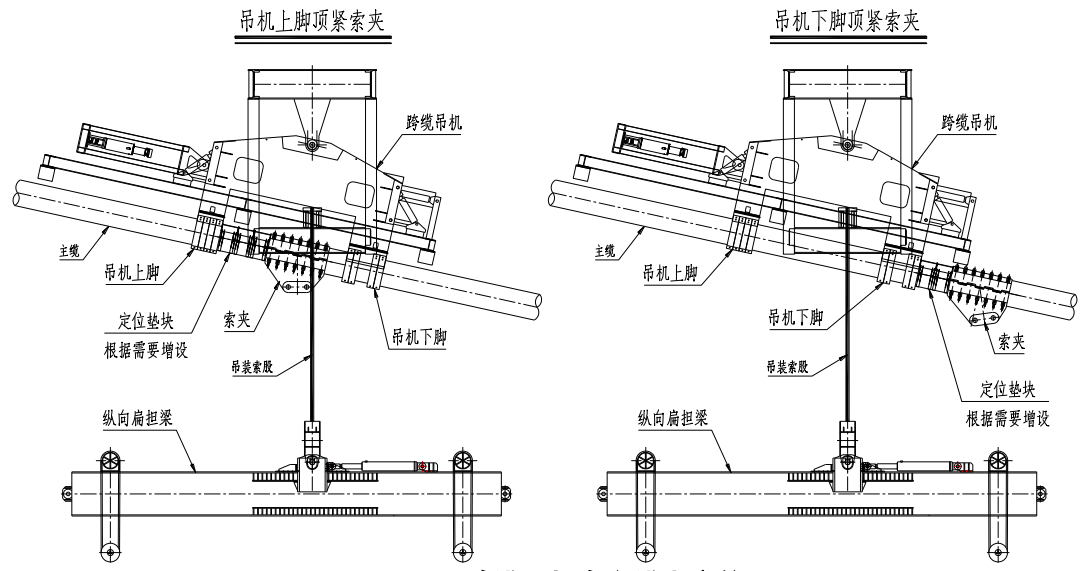 吊机上脚顶紧索夹
跨缆吊机
主缆
吊机上脚
定位垫块
根据需要增设
索夹
吊机下脚
吊装索股
纵向扁担梁
吊机下脚顶紧索夹
跨缆吊机
主缆
吊机上脚
吊机下脚
索夹
吊装索股
定位垫块
根据需要增设
纵向扁担梁